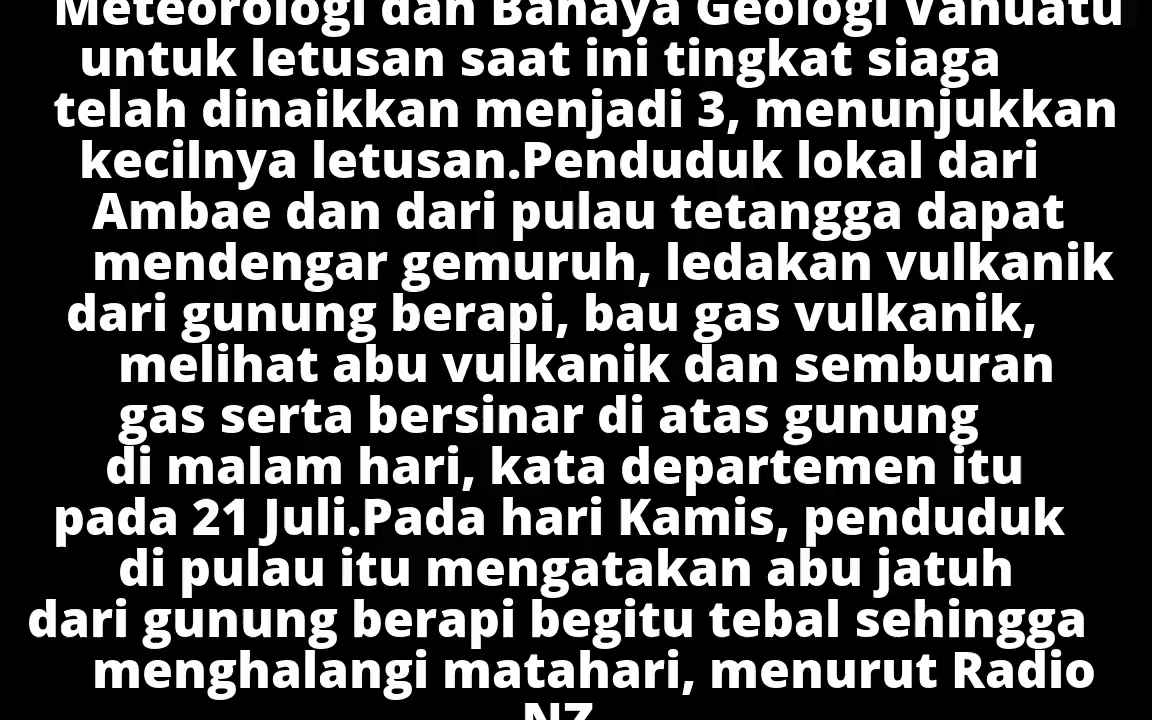 Meteorologi dan Bahaya Geologi Vanuatu
untuk letusan saat ini tingkat siaga
telah dinaikkan menjadi 3, menunjukkan
kecilnya letusan.Penduduk lokal dari
Ambae dan dari pulau tetangga dapat
mendengar gemuruh, ledakan vulkanik
dari gunung berapi, bau gas vulkanik,
melihat abu vulkanik dan semburan
gas serta bersinar di atas gunung
di malam hari, kata departemen itu
pada 21 Juli.Pada hari Kamis, penduduk
di pulau itu mengatakan abu jatuh
dari gunung berapi begitu tebal sehingga
menghalangi matahari, menurut Radio
NZ